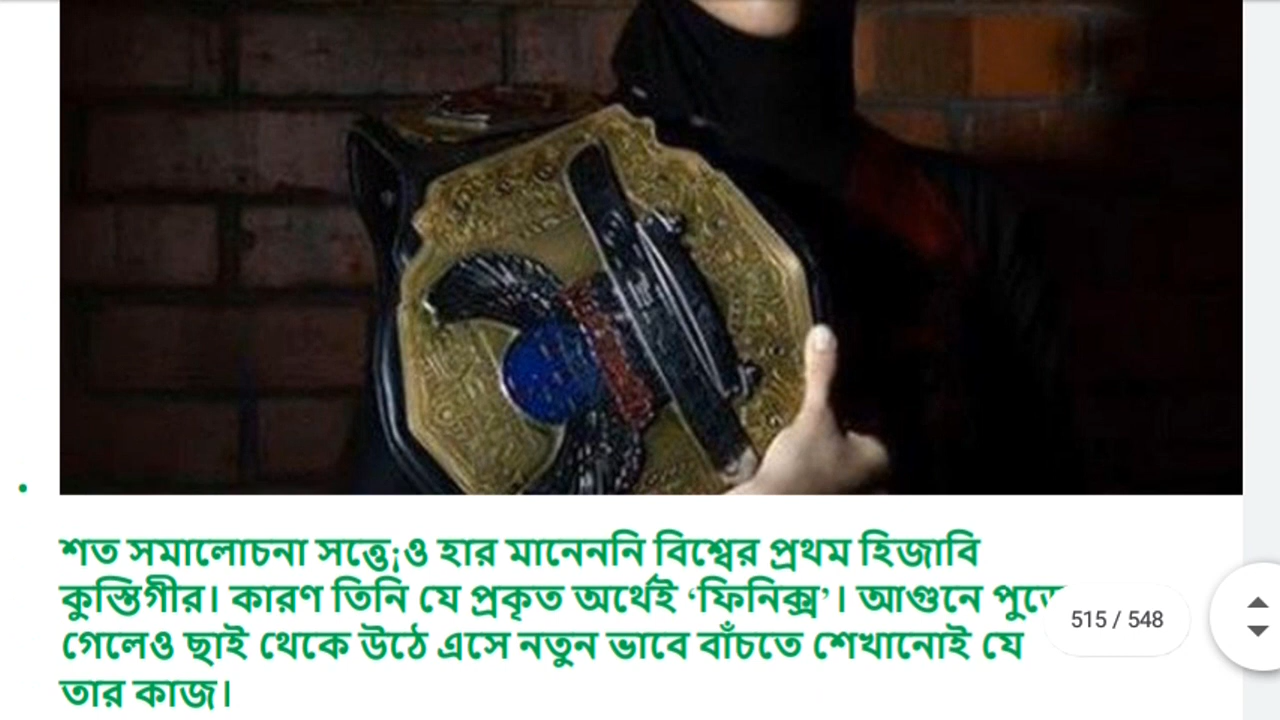 শত সমালোচনা সত্ত্বে¡ও হার মানেননি বিশ্বের প্রথম হিজাবি
কুস্তিগীর। কারণ তিনি যে প্রকৃত অর্থেই ‘ফিনিক্স’। আগুনে পুড়ে
515 / 548
গেলেও ছাই থেকে উঠে এসে নতুন ভাবে বাঁচতে শেখানোই যে
তার কাজ।